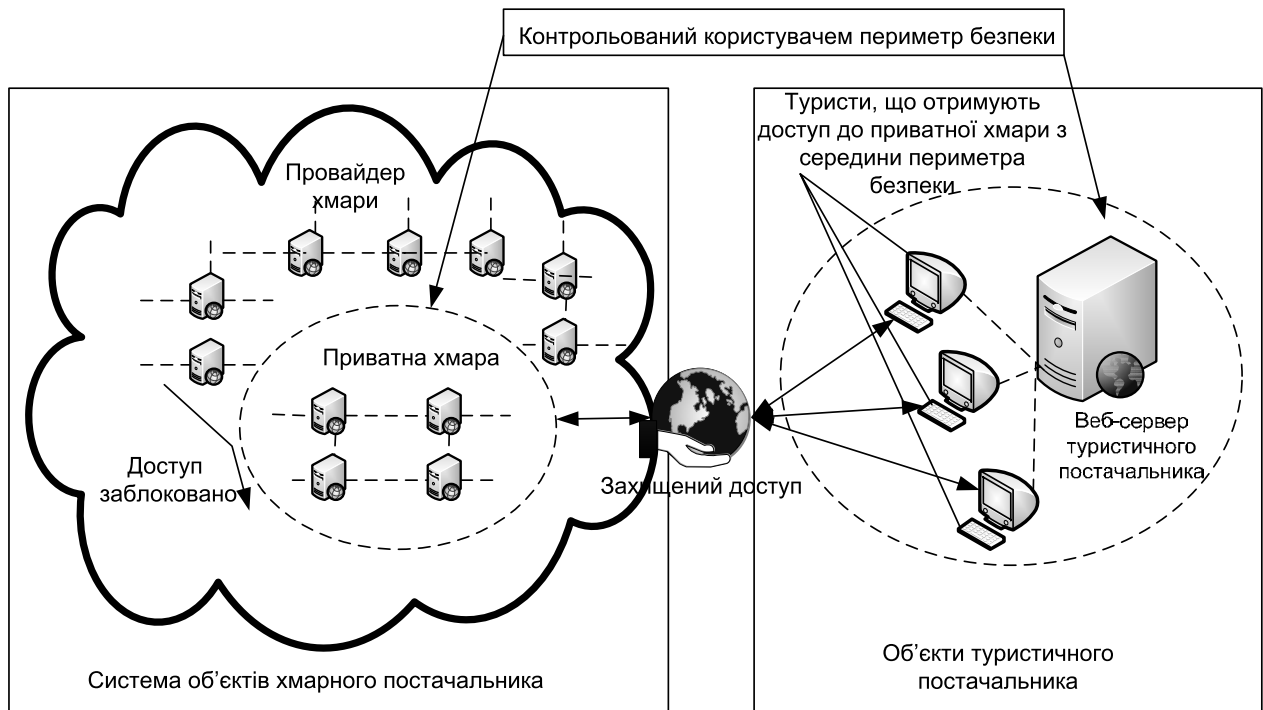 Контрольований користувачем периметр безпеки
Туристи, що отримують
доступ до приватної хмари з
середини периметра
безпеки
Провайдер
хмари
Приватна хмара
Доступ
заблоковано
Захищений доступ
Веб-сервер
туристичного
постачальника
Система об’єктів хмарного постачальника
Об’єкти туристичного
постачальника